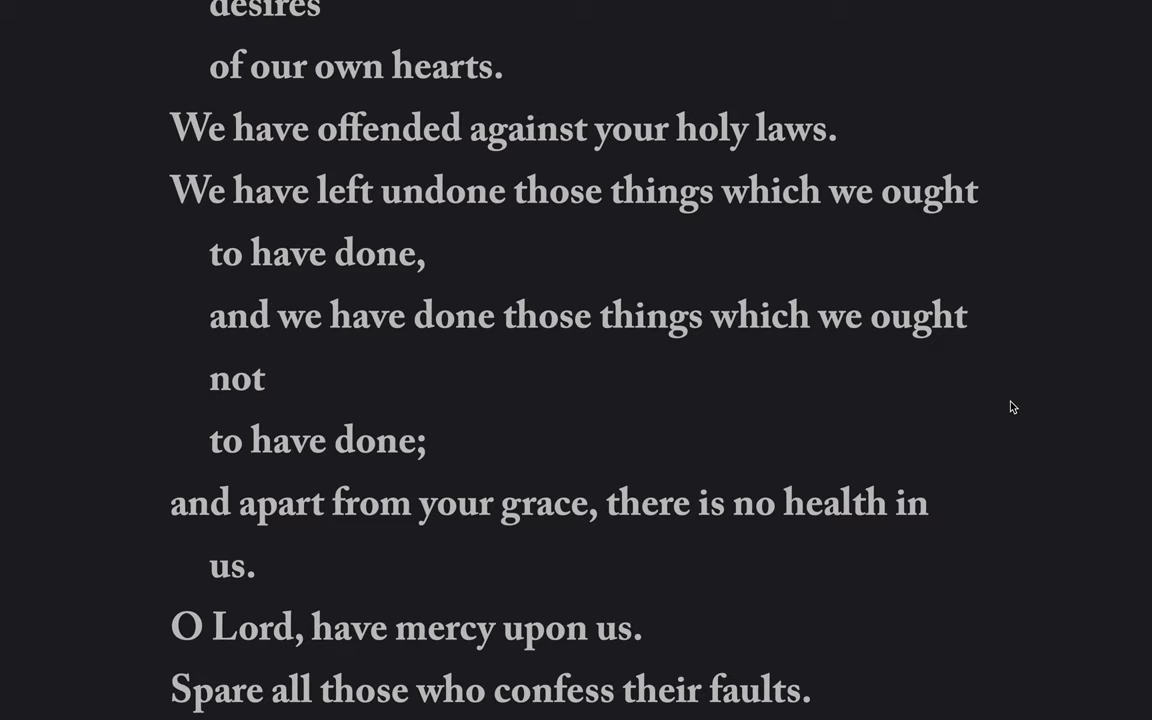 desires
of our own hearts.
We have offended against your holy laws.
We have left undone those things which we ought
to have done,
and we have done those things which we ought
not
to have done;
and apart from your grace, there is no health in
us.
O Lord, have mercy upon us.
Spare all those who confess their faults.